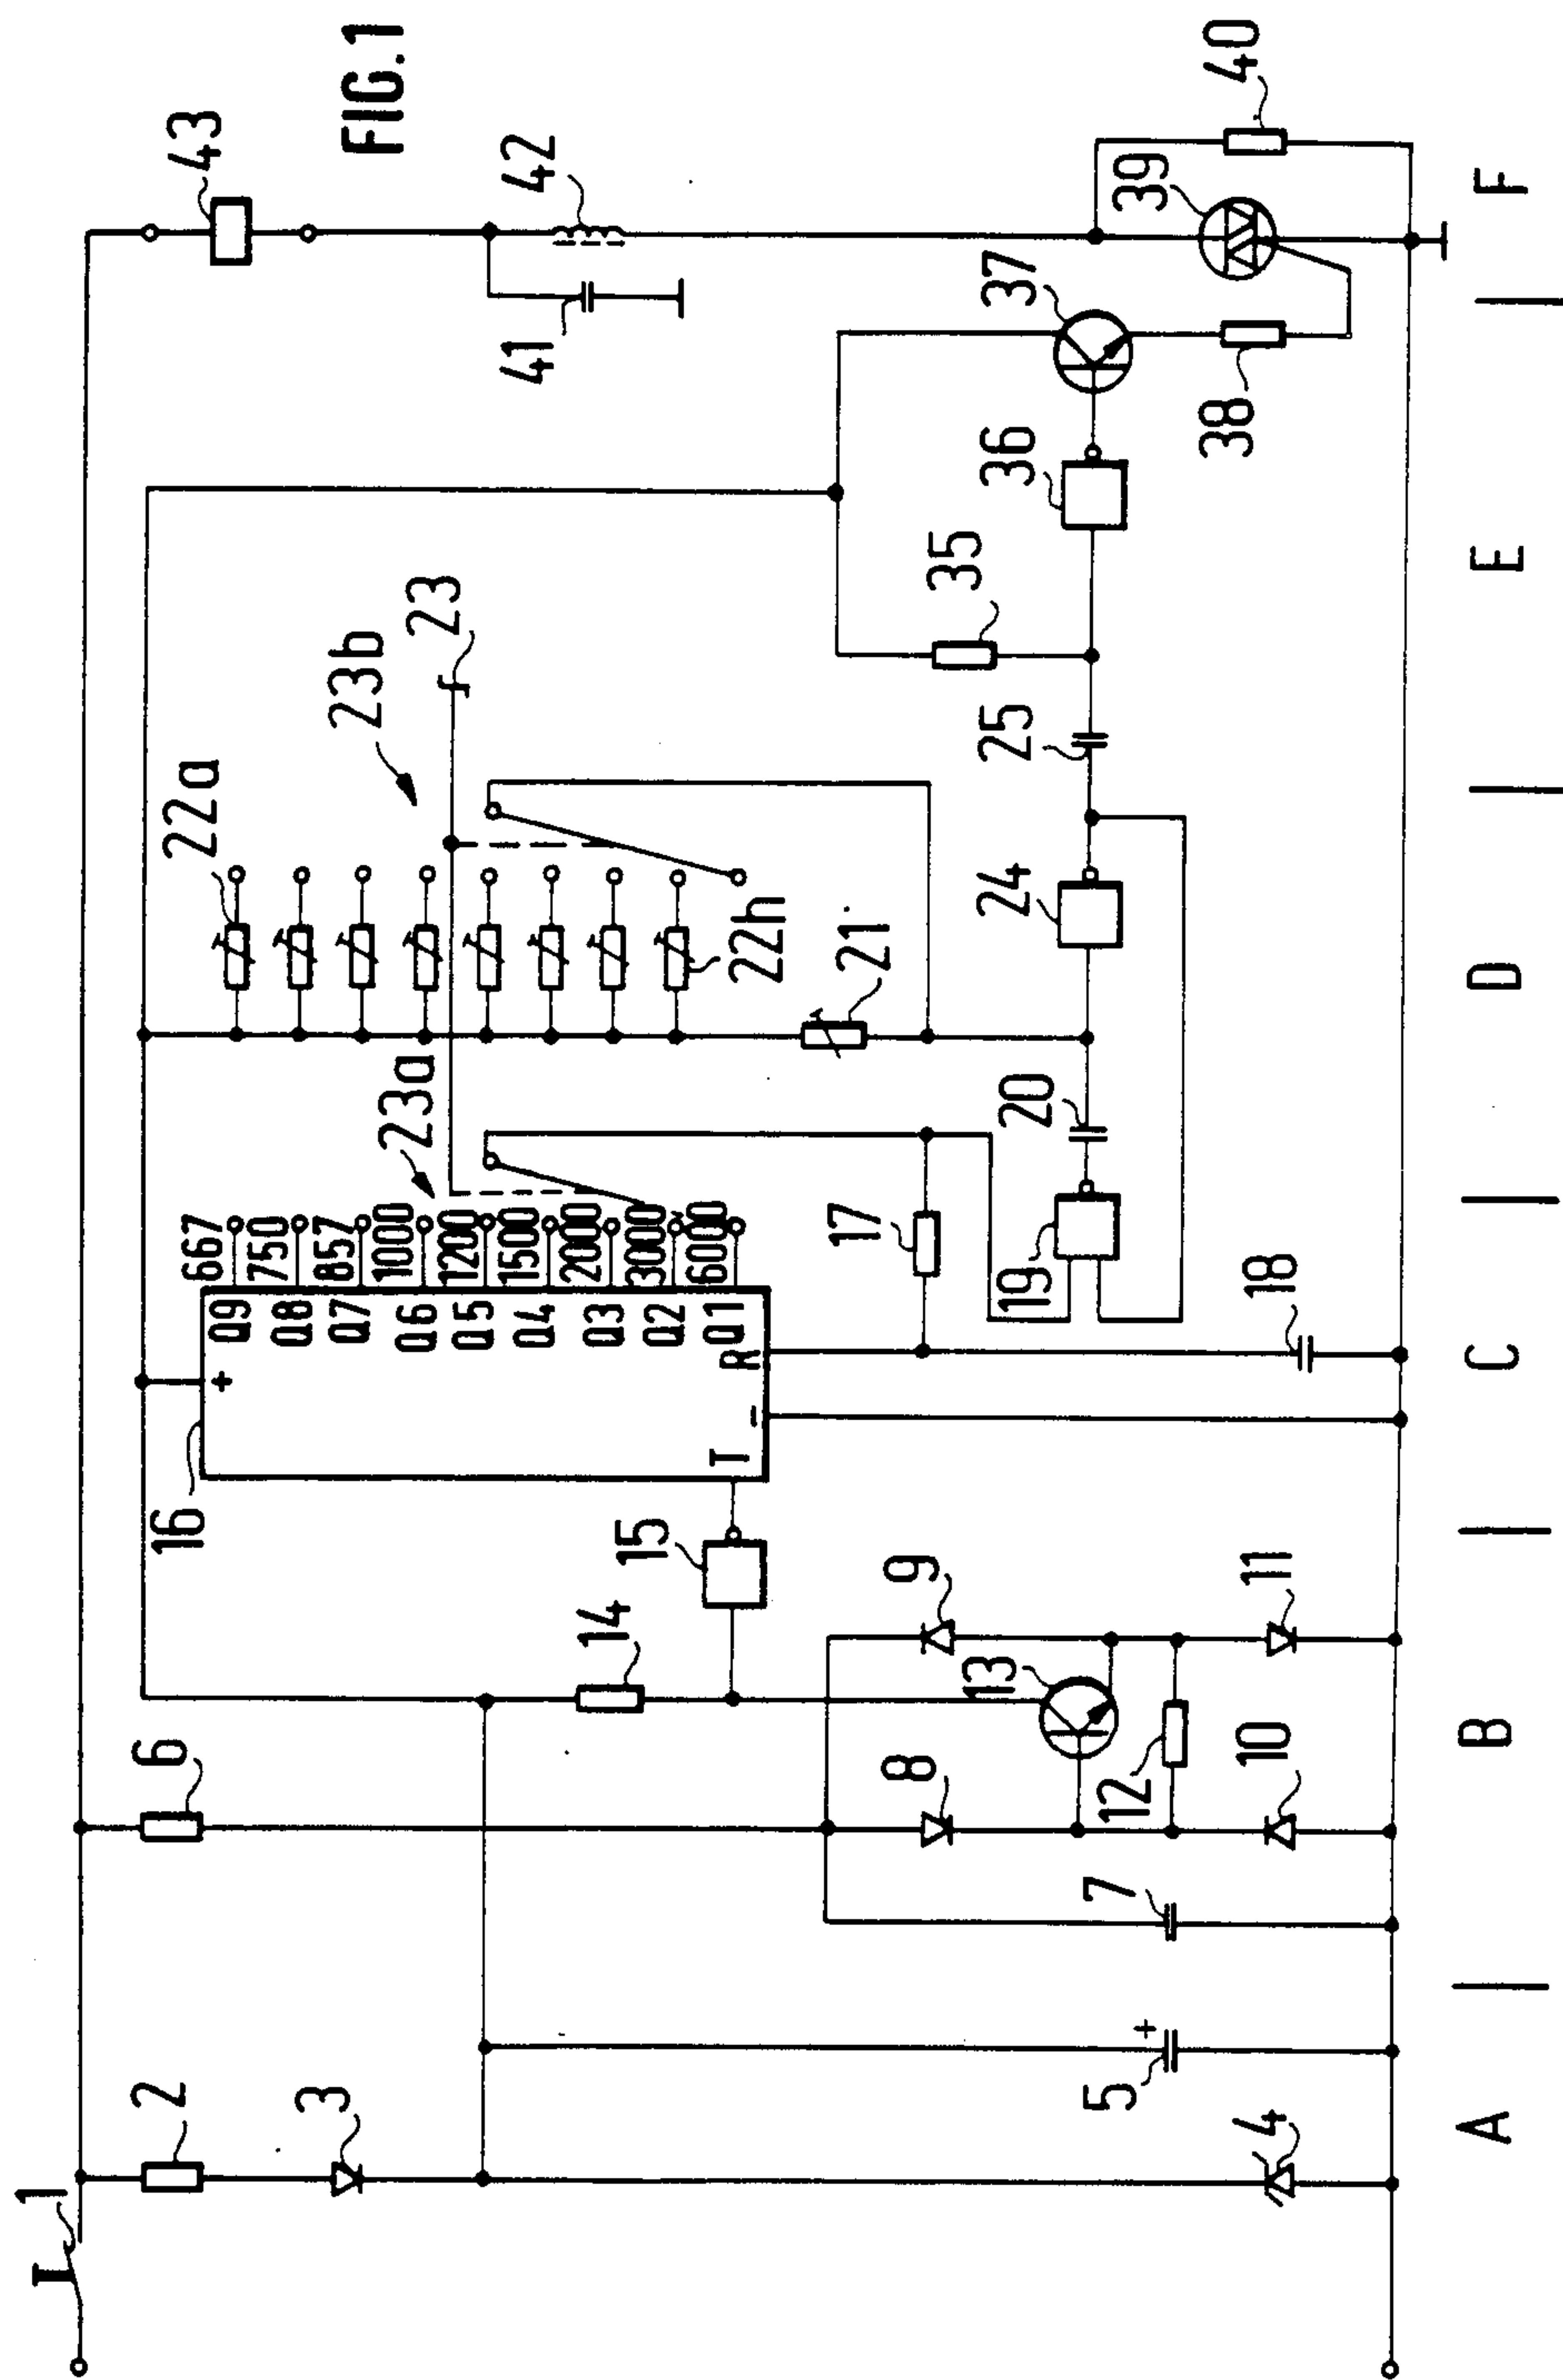 FIG.1
1
2
3
4
5
+
6
7
8
9
10
11
12
13
14
15
16
+
T
-
R
Q9 667
Q8 750
Q7 857
Q6 1000
Q5 1200
Q4 1500
Q3 2000
Q2 3000
Q1 6000
17
18
19
20
21
22a
22h
23a
23b
23
24
25
35
36
37
38
39
40
41
42
43
A
B
C
D
E
F